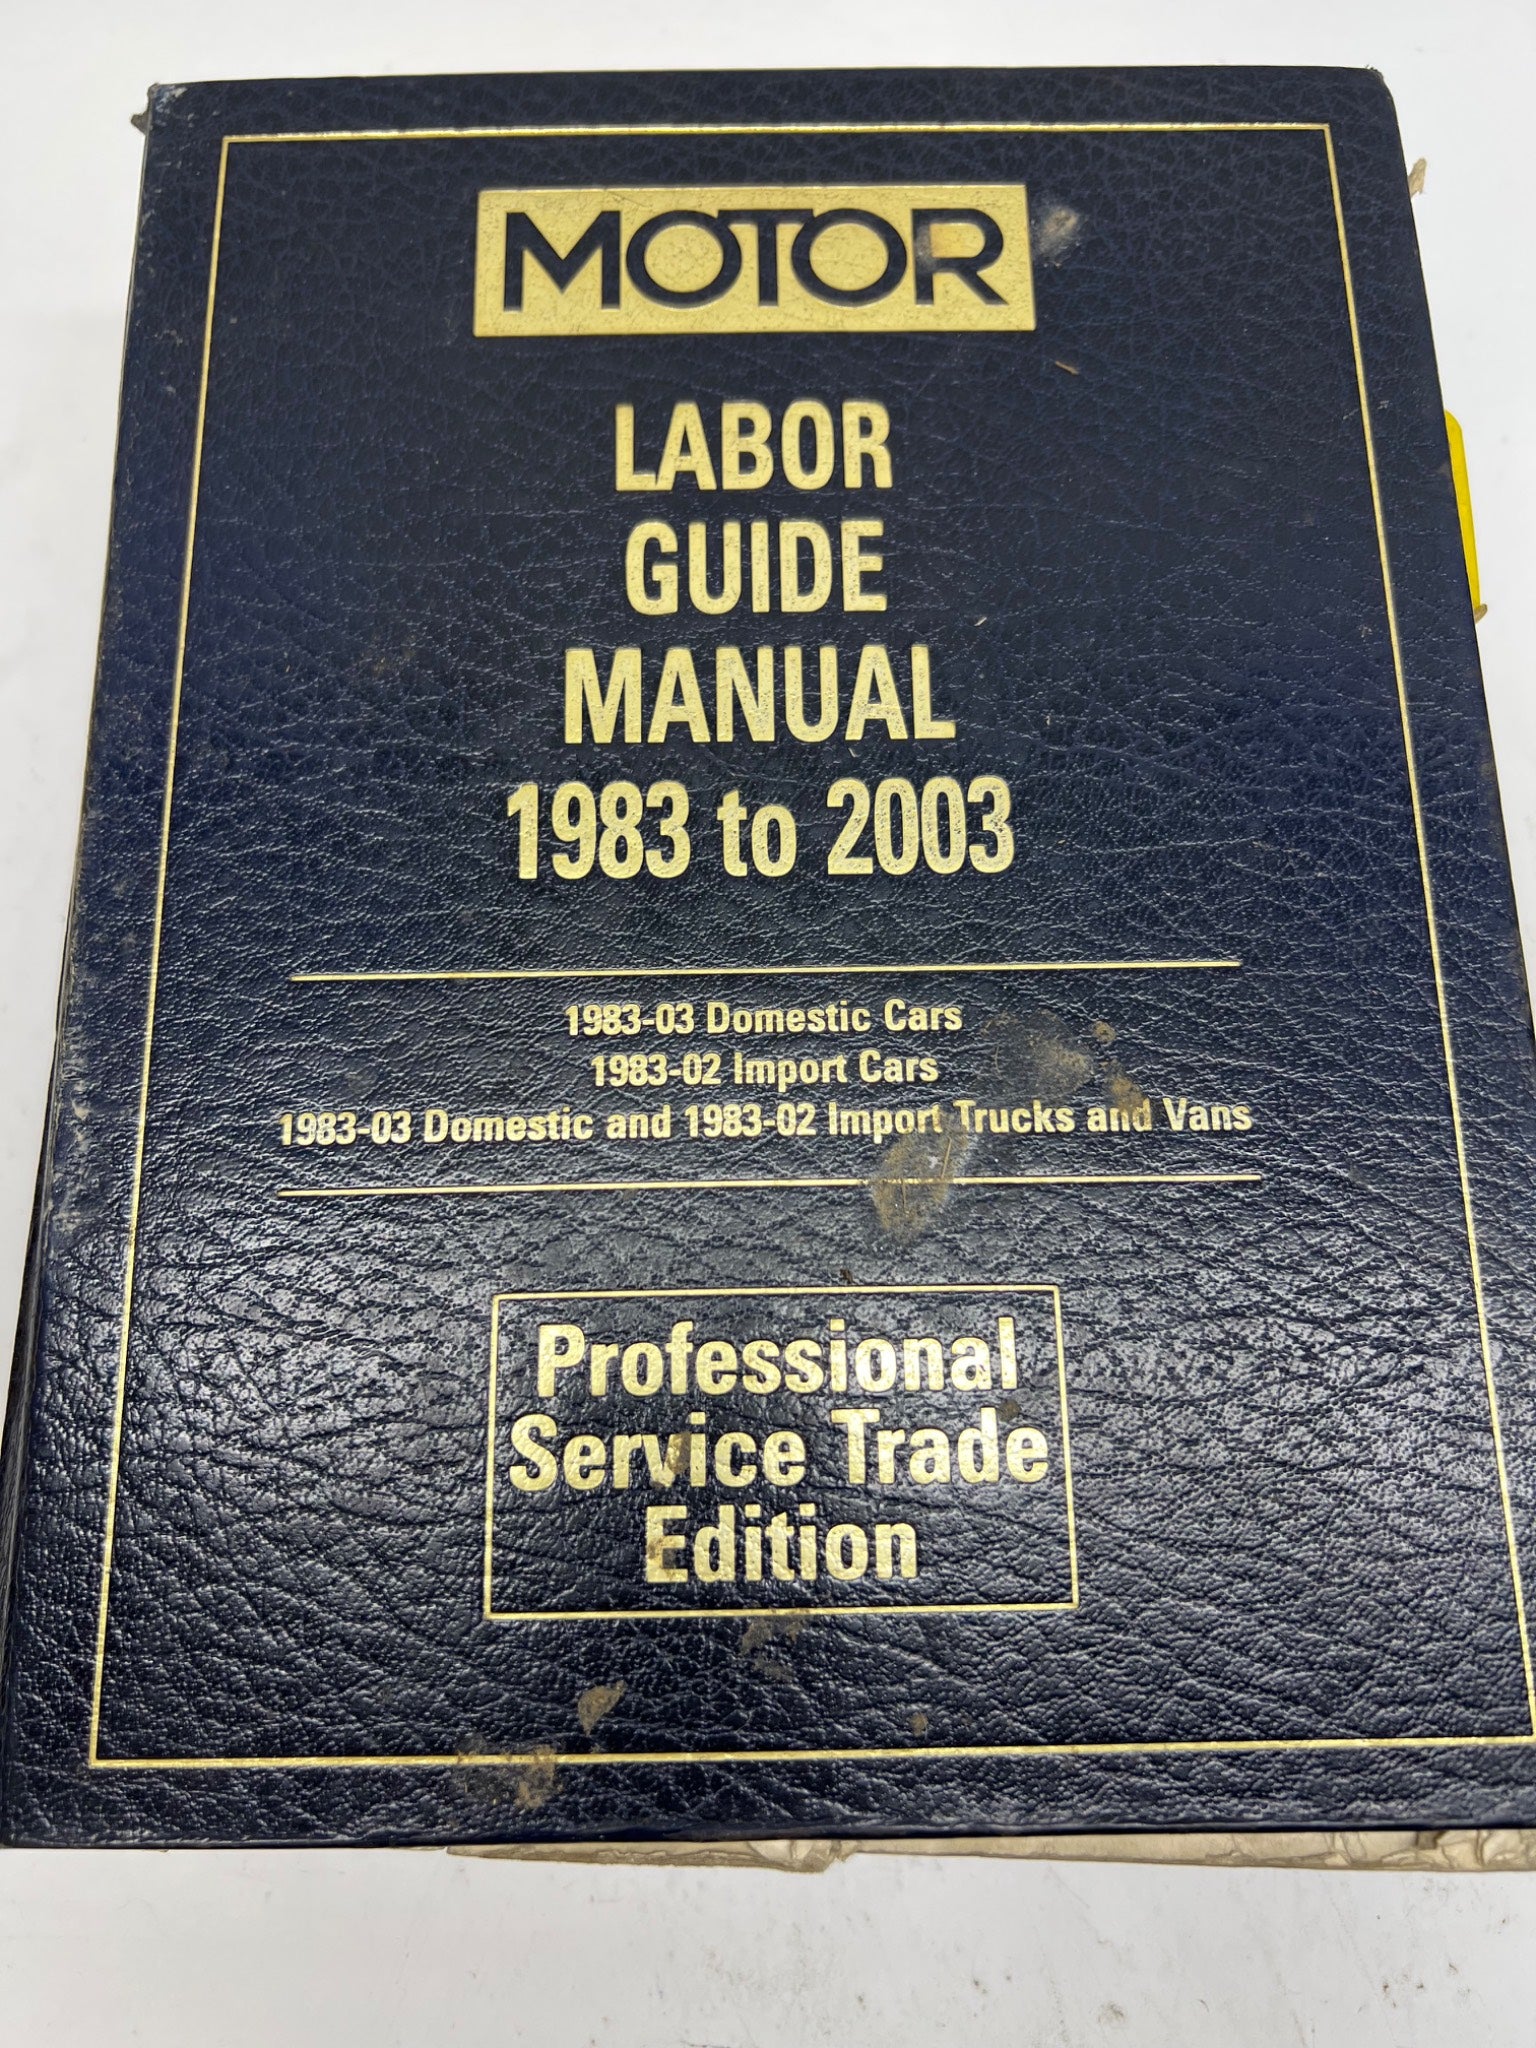 MOTOR
LABOR
GUIDE
MANUAL
1983 to 2003
1983-03 Domestic Cars
1983-02 Import Cars
1983-03 Domestic and 1983-02 Import Trucks and Vans
Professional
Service Trade
Edition